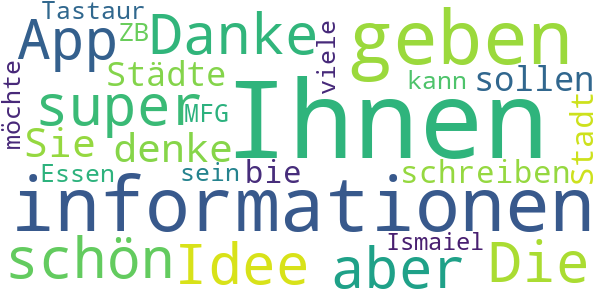 Tastaur
App ZB Danke viele geben
möchte Städte kann sollen
super MFG Ihnen Stadt
Sie denke
Essen sein bie schreiben
informationen
schön Idee aber Ismaiel Die